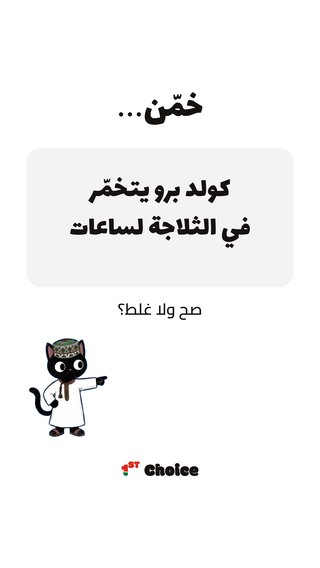 خمّن...
كولد برو يتخمّر
في الثلاجة لساعات
صح ولا غلط؟
1ST Choice